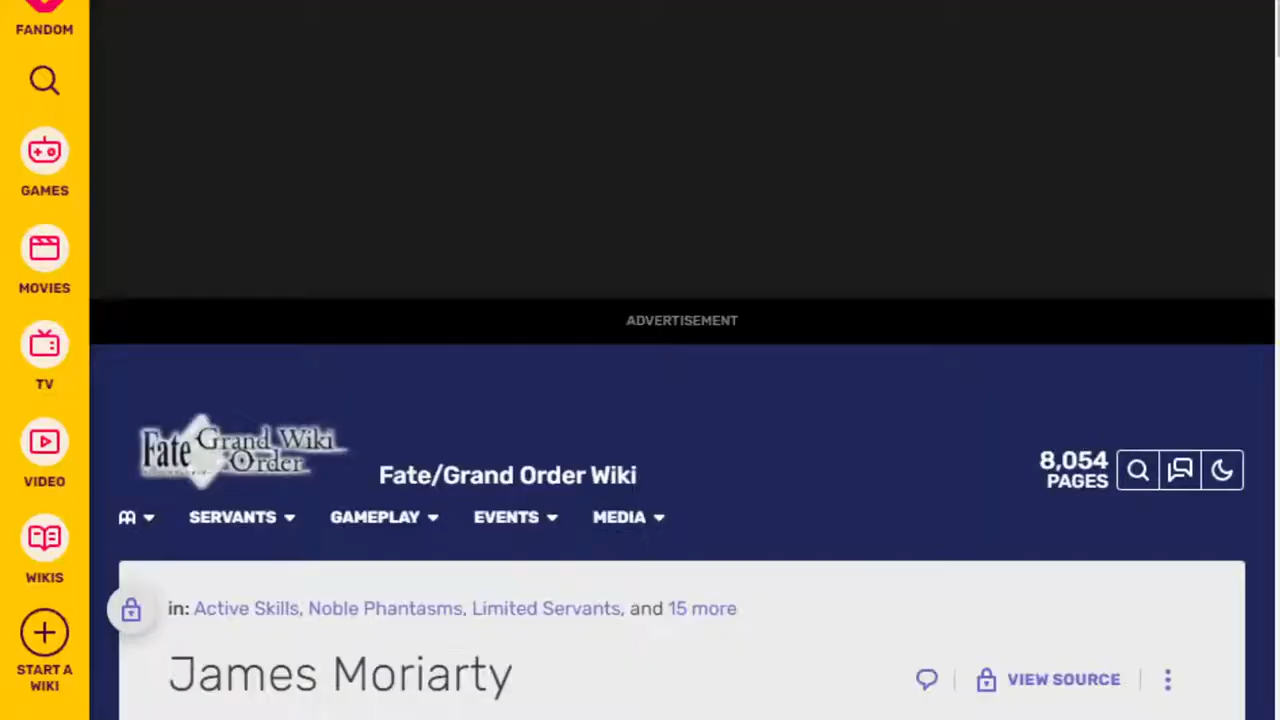 FANDOM
GAMES
MOVIES
TV
VIDEO
WIKIS
START A
WIKI
ADVERTISEMENT
Fate Grand Wiki
Order
Fate/Grand Order Wiki
8,054
PAGES
SERVANTS
GAMEPLAY
EVENTS
MEDIA
in: Active Skills, Noble Phantasms, Limited Servants, and 15 more
James Moriarty
VIEW SOURCE